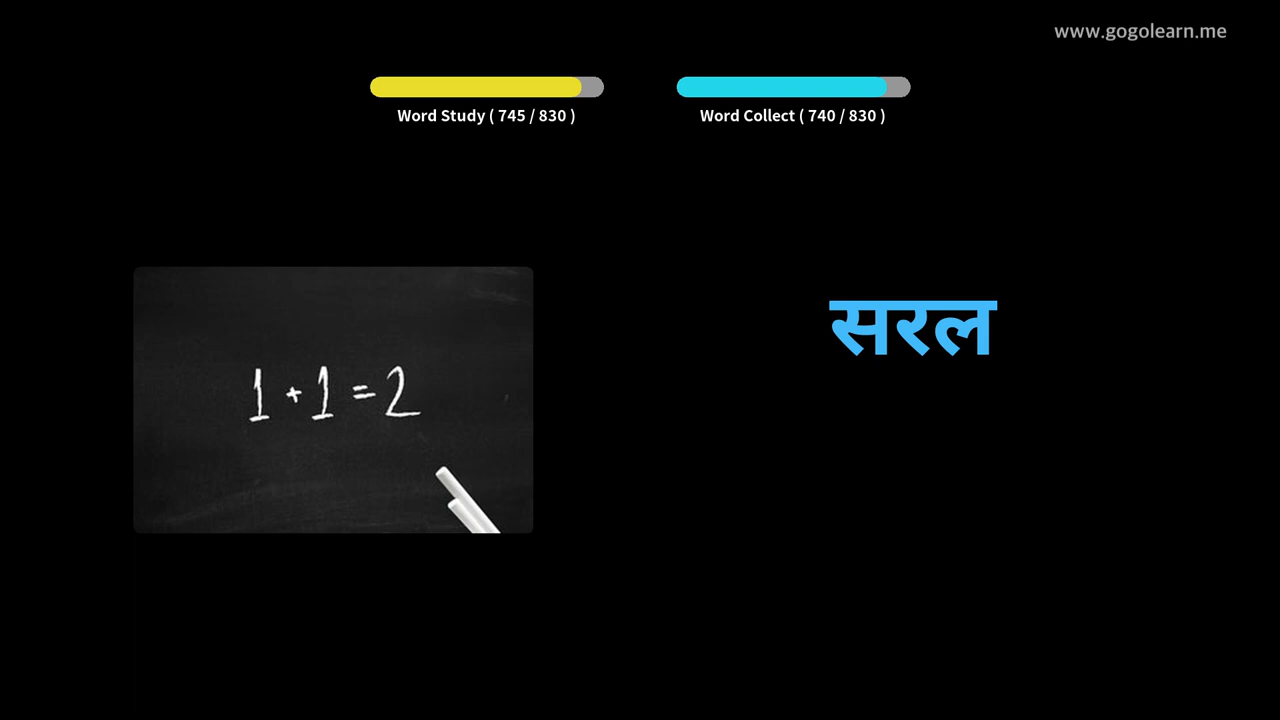 www.gogolearn.me
Word Study ( 745 / 830 )
Word Collect ( 740 / 830 )
1 + 1 = 2
सरल